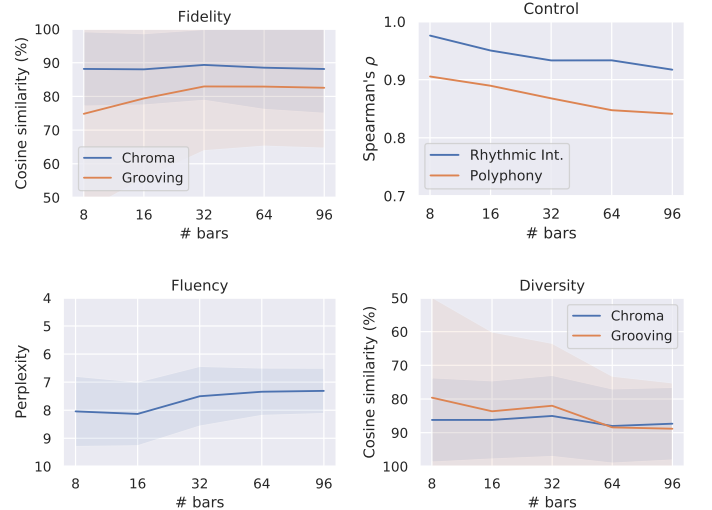 Fidelity
Cosine similarity (%)
100
90
80
70
60
50
Chroma
Grooving
8 16 32 64 96
# bars
Control
Spearman's ρ
1.0
0.9
0.8
0.7
Rhythmic Int.
Polyphony
8 16 32 64 96
# bars
Fluency
Perplexity
4
5
6
7
8
9
10
8 16 32 64 96
# bars
Diversity
Cosine similarity (%)
50
60
70
80
90
100
Chroma
Grooving
8 16 32 64 96
# bars